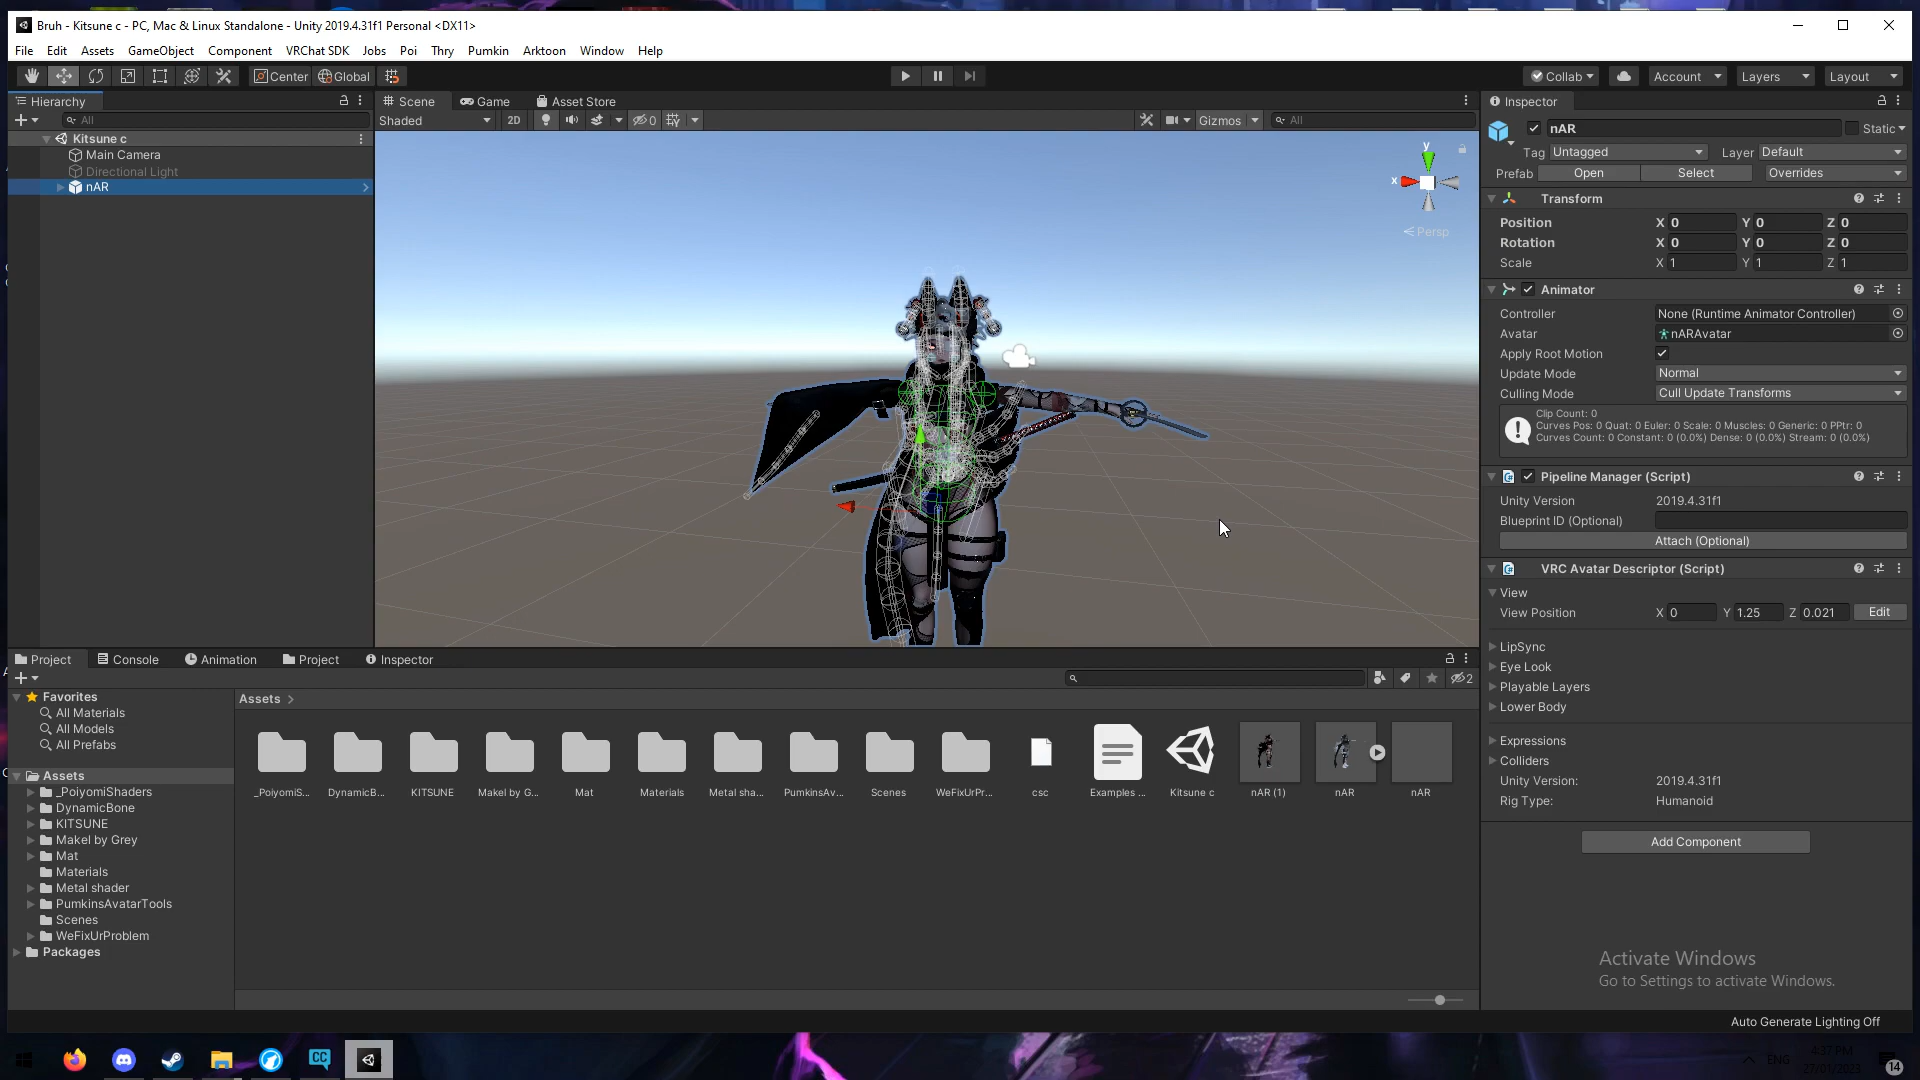 Bruh - Kitsune c - PC, Mac & Linux Standalone - Unity 2019.4.31f1 Personal <DX11>
File Edit Assets GameObject Component VRChat SDK Jobs Poi Thry Pumkin Arktoon Window Help
Center Global Collab Account Layers Layout
Hierarchy
All
Kitsune c
Main Camera
Directional Light
nAR
Scene Game Asset Store
Shaded 2D 0 Gizmos All
y
x
Persp
Inspector
nAR Static
Tag Untagged Layer Default
Prefab Open Select Overrides
Transform
Position X 0 Y 0 Z 0
Rotation X 0 Y 0 Z 0
Scale X 1 Y 1 Z 1
Animator
Controller None (Runtime Animator Controller)
Avatar nARAvatar
Apply Root Motion
Update Mode Normal
Culling Mode Cull Update Transforms
Clip Count: 0
Curves Pos: 0 Quat: 0 Euler: 0 Scale: 0 Muscles: 0 Generic: 0 PPtr: 0
Curves Count: 0 Constant: 0 (0.0%) Dense: 0 (0.0%) Stream: 0 (0.0%)
Pipeline Manager (Script)
Unity Version 2019.4.31f1
Blueprint ID (Optional)
Attach (Optional)
VRC Avatar Descriptor (Script)
View
View Position X 0 Y 1.25 Z 0.021 Edit
LipSync
Eye Look
Playable Layers
Lower Body
Expressions
Colliders
Unity Version: 2019.4.31f1
Rig Type: Humanoid
Add Component
Activate Windows
Go to Settings to activate Windows.
Project Console Animation Project Inspector
2
Favorites
All Materials
All Models
All Prefabs
Assets
_PoiyomiShaders
DynamicBone
KITSUNE
Makel by Grey
Mat
Materials
Metal shader
PumkinsAvatarTools
Scenes
WeFixUrProblem
Packages
Assets
_PoiyomiS... DynamicB... KITSUNE Makel by G... Mat Materials Metal sha... PumkinsAv... Scenes WeFixUrPr... csc Examples ... Kitsune c nAR (1) nAR nAR
Auto Generate Lighting Off
CC
ENG
4:37 PM
14